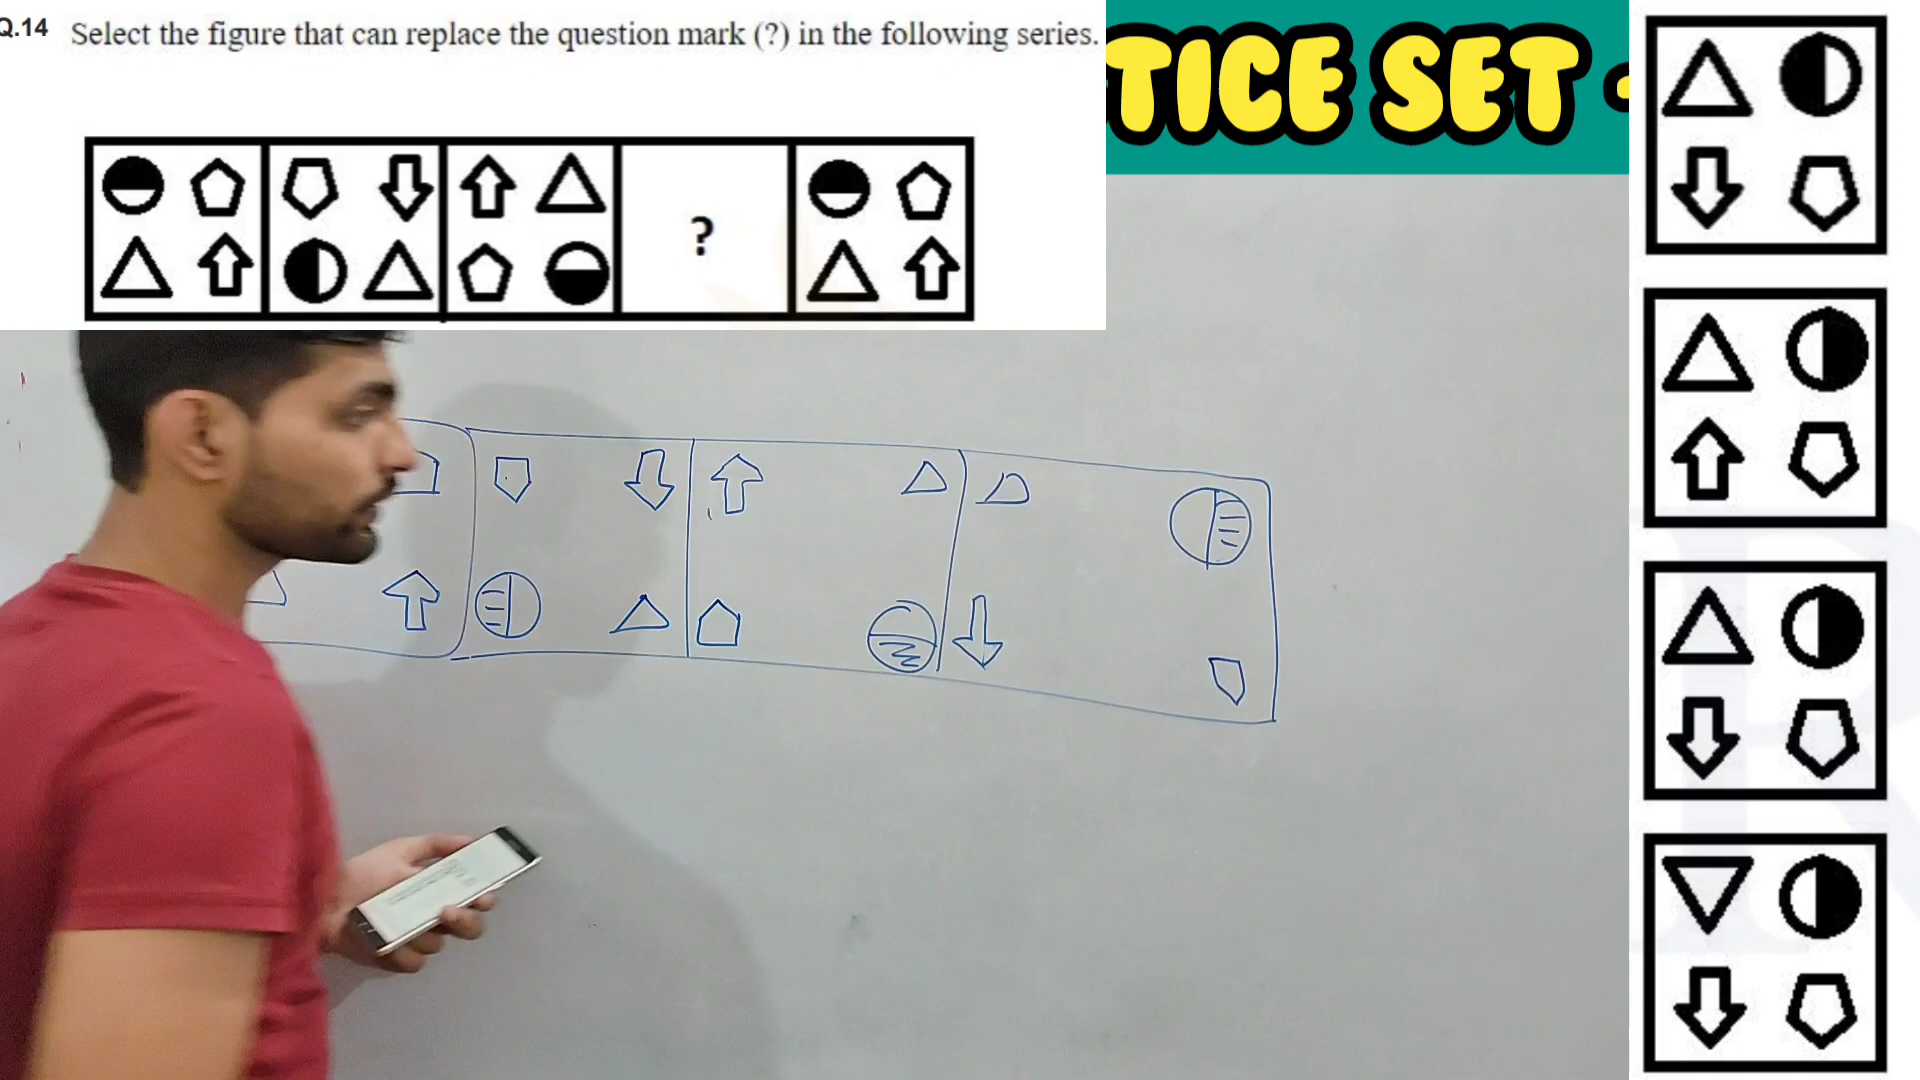 Q.14 Select the figure that can replace the question mark (?) in the following series.
TICE SET -
?